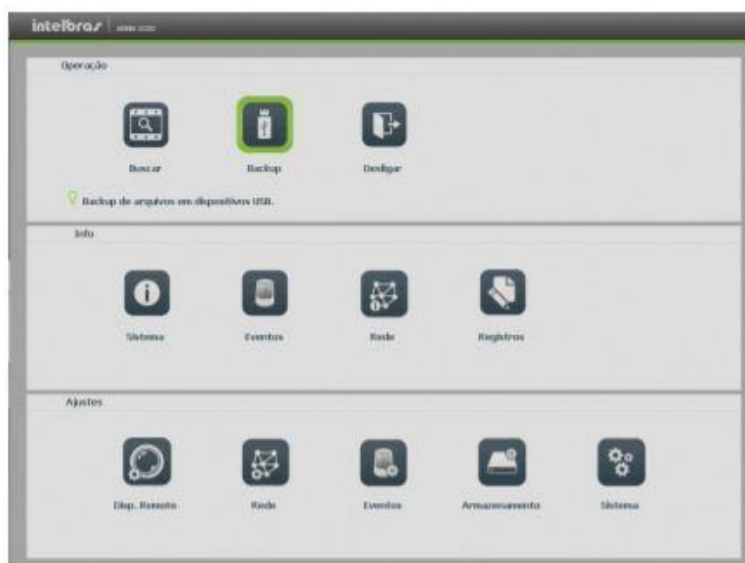 intelbras
Operação
Buscar
Backup
Desligar
Backup de arquivos em dispositivos USB.
Info
Sistema
Eventos
Rede
Registros
Ajustes
Disp. Remoto
Rede
Eventos
Armazenamento
Sistema